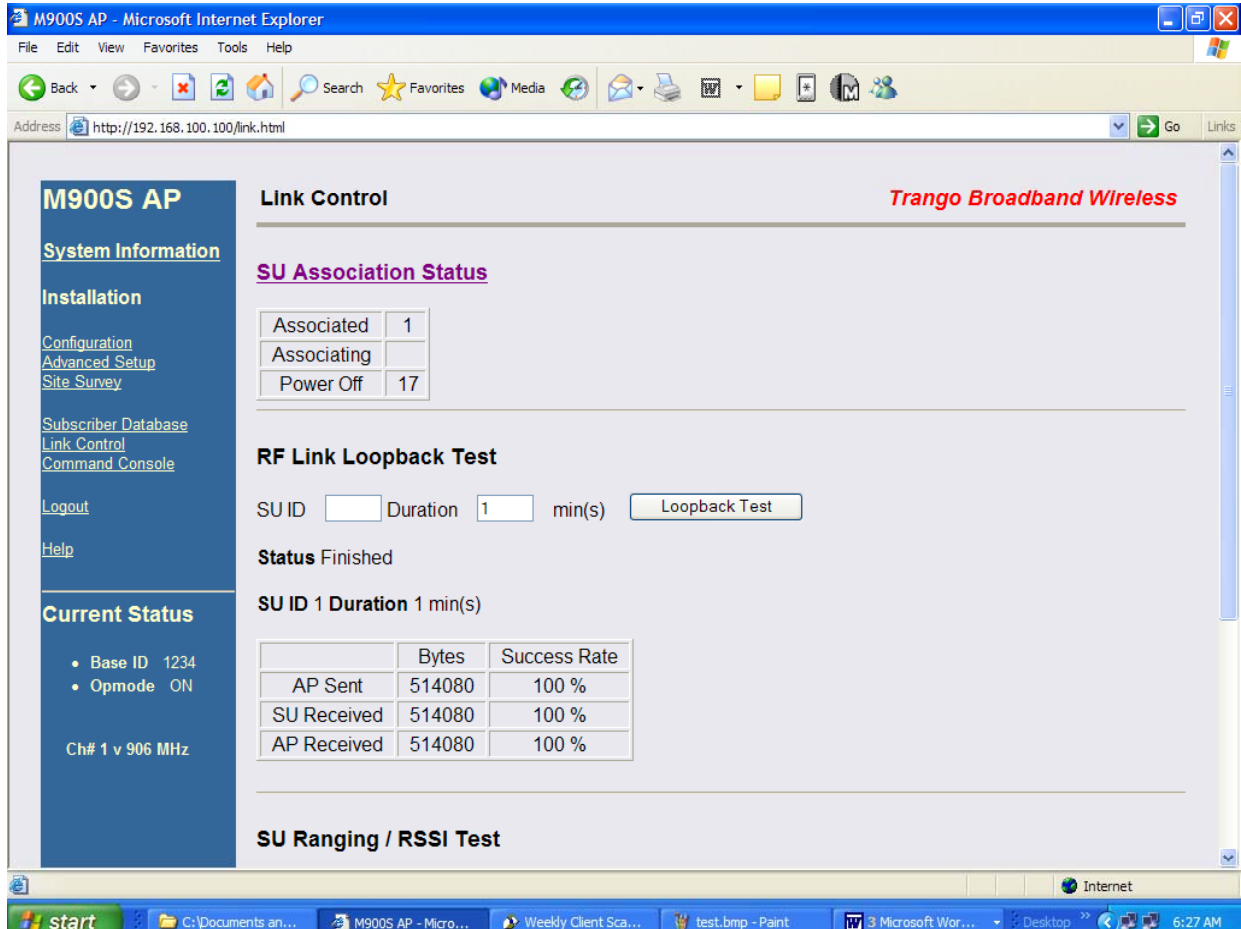 M900S AP - Microsoft Internet Explorer
File Edit View Favorites Tools Help
Back Search Favorites Media
Address http://192.168.100.100/link.html Go Links
M900S AP
System Information
Installation
Configuration
Advanced Setup
Site Survey
Subscriber Database
Link Control
Command Console
Logout
Help
Current Status
• Base ID 1234
• Opmode ON
Ch# 1 v 906 MHz
Link Control Trango Broadband Wireless
SU Association Status
Associated 1
Associating
Power Off 17
RF Link Loopback Test
SU ID Duration 1 min(s) Loopback Test
Status Finished
SU ID 1 Duration 1 min(s)
Bytes Success Rate
AP Sent 514080 100 %
SU Received 514080 100 %
AP Received 514080 100 %
SU Ranging / RSSI Test
Internet
start C:\Documents an... M900S AP - Micro... Weekly Client Sca... test.bmp - Paint 3 Microsoft Wor... Desktop » 6:27 AM